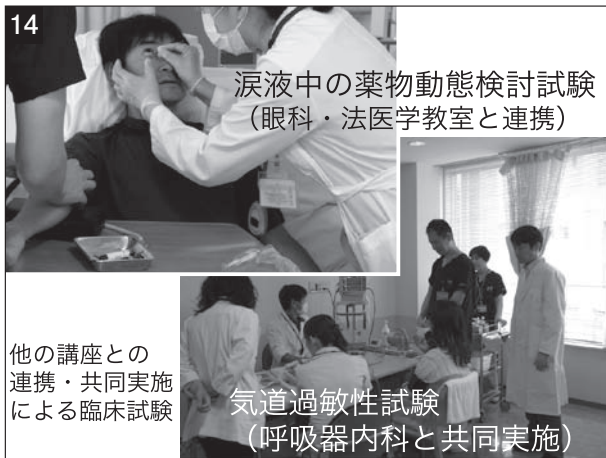 14
涙液中の薬物動態検討試験
（眼科・法医学教室と連携）
他の講座との
連携・共同実施
による臨床試験
気道過敏性試験
（呼吸器内科と共同実施）